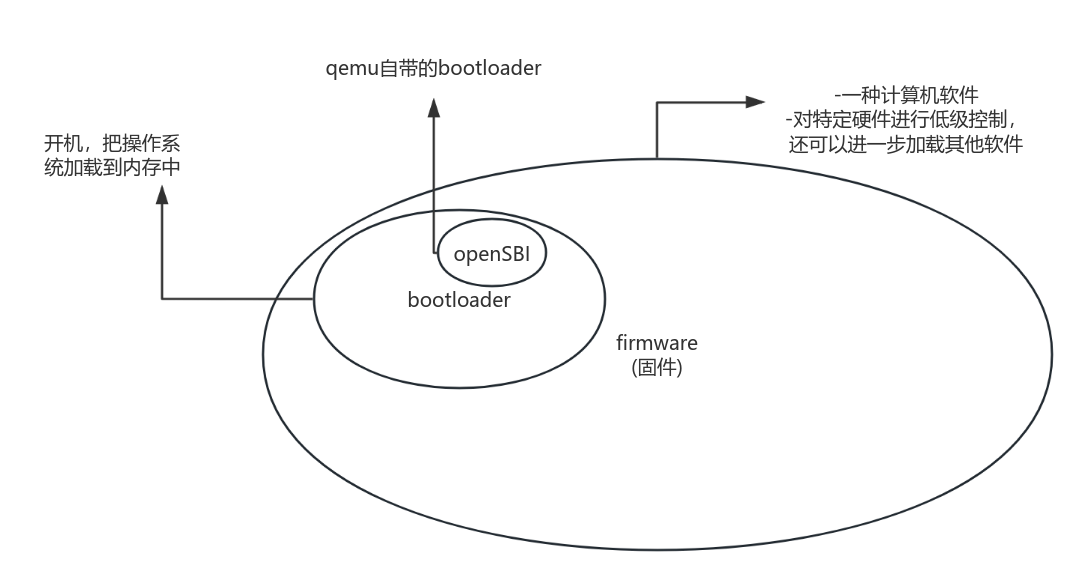 qemu自带的bootloader
-一种计算机软件
-对特定硬件进行低级控制，
还可以进一步加载其他软件
开机，把操作系
统加载到内存中
openSBI
bootloader
firmware
(固件)